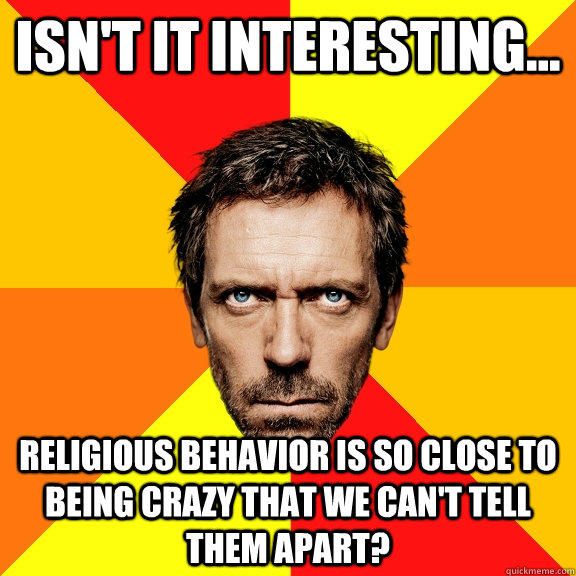 ISN'T IT INTERESTING...
RELIGIOUS BEHAVIOR IS SO CLOSE TO
BEING CRAZY THAT WE CAN'T TELL
THEM APART?
quickmeme.com